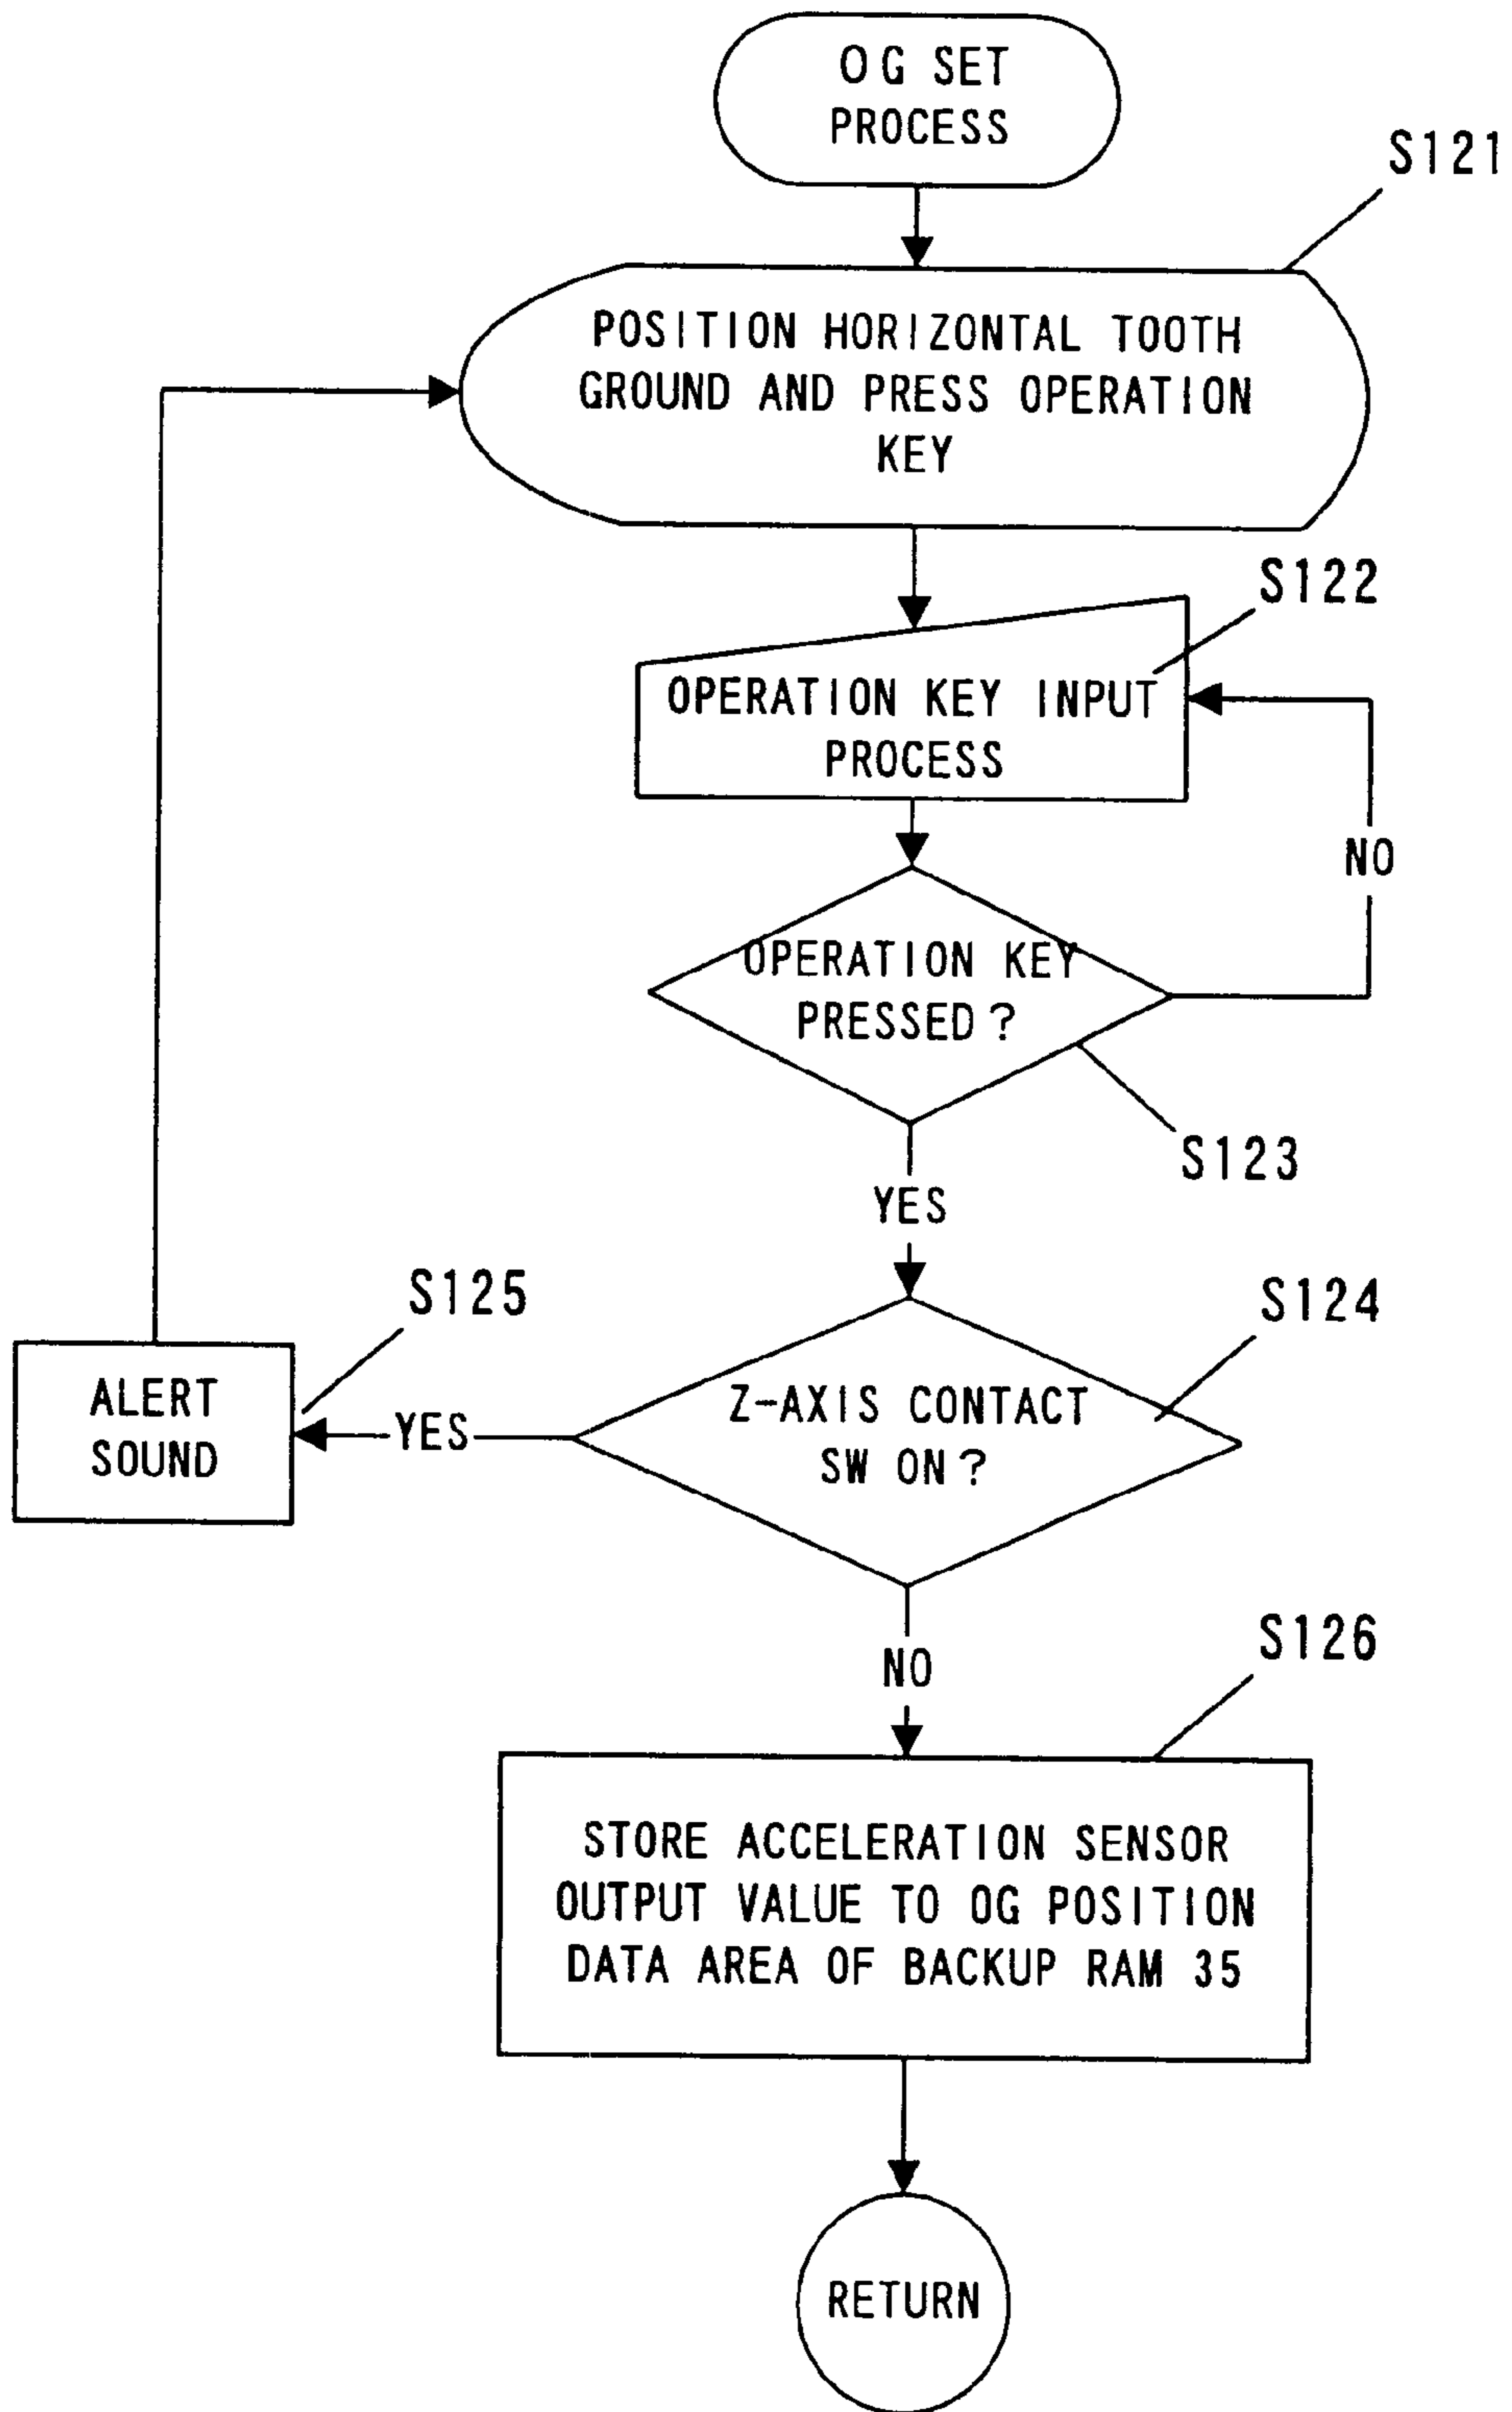 0G SET
PROCESS
S121
POSITION HORIZONTAL TOOTH
GROUND AND PRESS OPERATION
KEY
S122
OPERATION KEY INPUT
PROCESS
NO
OPERATION KEY
PRESSED?
S123
YES
S125
S124
ALERT
SOUND
YES
Z-AXIS CONTACT
SW ON?
NO
S126
STORE ACCELERATION SENSOR
OUTPUT VALUE TO 0G POSITION
DATA AREA OF BACKUP RAM 35
RETURN